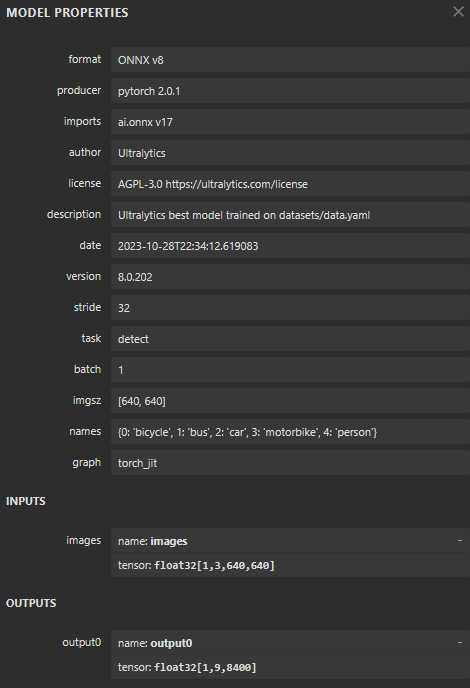 MODEL PROPERTIES
format ONNX v8
producer pytorch 2.0.1
imports ai.onnx v17
author Ultralytics
license AGPL-3.0 https://ultralytics.com/license
description Ultralytics best model trained on datasets/data.yaml
date 2023-10-28T22:34:12.619083
version 8.0.202
stride 32
task detect
batch 1
imgsz [640, 640]
names {0: 'bicycle', 1: 'bus', 2: 'car', 3: 'motorbike', 4: 'person'}
graph torch_jit
INPUTS
images name: images -
tensor: float32[1,3,640,640]
OUTPUTS
output0 name: output0 -
tensor: float32[1,9,8400]